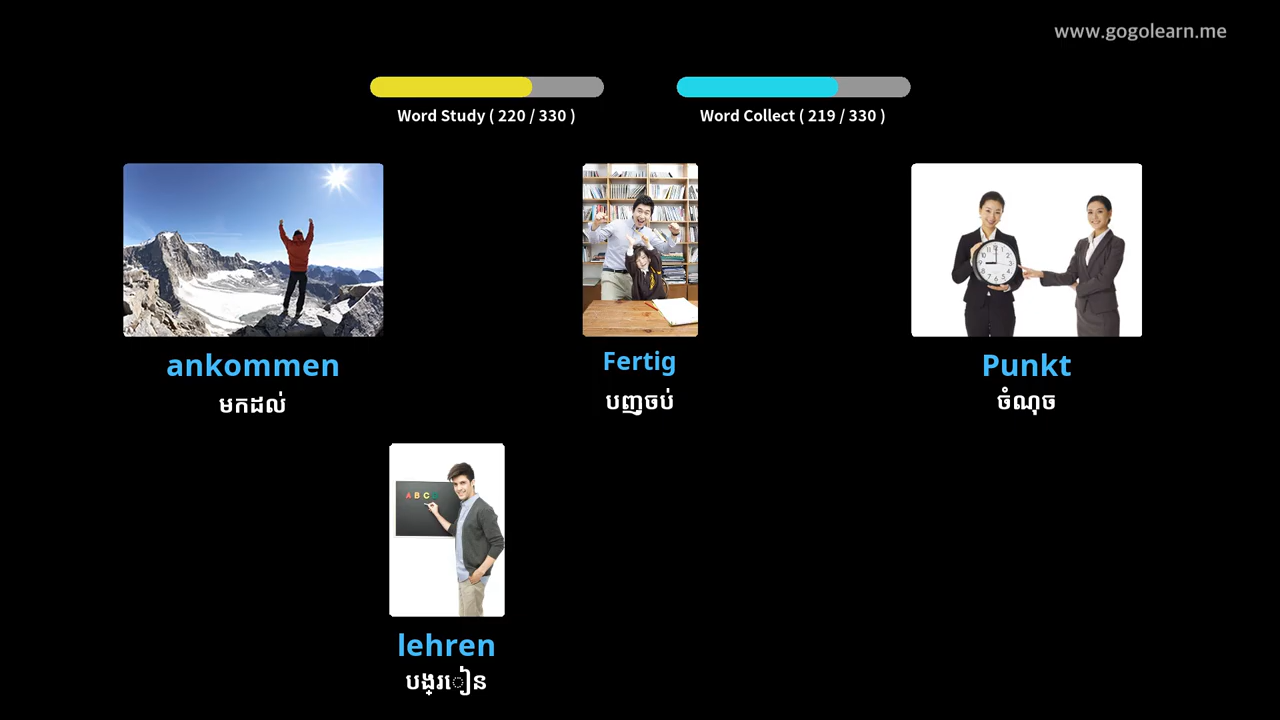 www.gogolearn.me
Word Study ( 220 / 330 )
Word Collect ( 219 / 330 )
ankommen
Fertig
Punkt
មកដល់
បញ្ចប់
ចំណុច
A B C
lehren
បង្រៀន